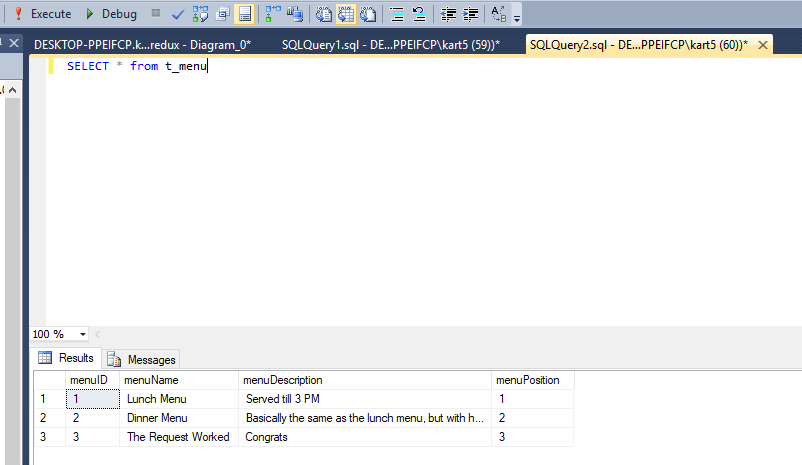 Execute Debug
DESKTOP-PPEIFCP.k...redux - Diagram_0* SQLQuery1.sql - DE...PPEIFCP\kart5 (59))* SQLQuery2.sql - DE...PPEIFCP\kart5 (60))*
SELECT * from t_menu
100 %
Results Messages
menuID menuName menuDescription menuPosition
1 1 Lunch Menu Served till 3 PM 1
2 2 Dinner Menu Basically the same as the lunch menu, but with h... 2
3 3 The Request Worked Congrats 3